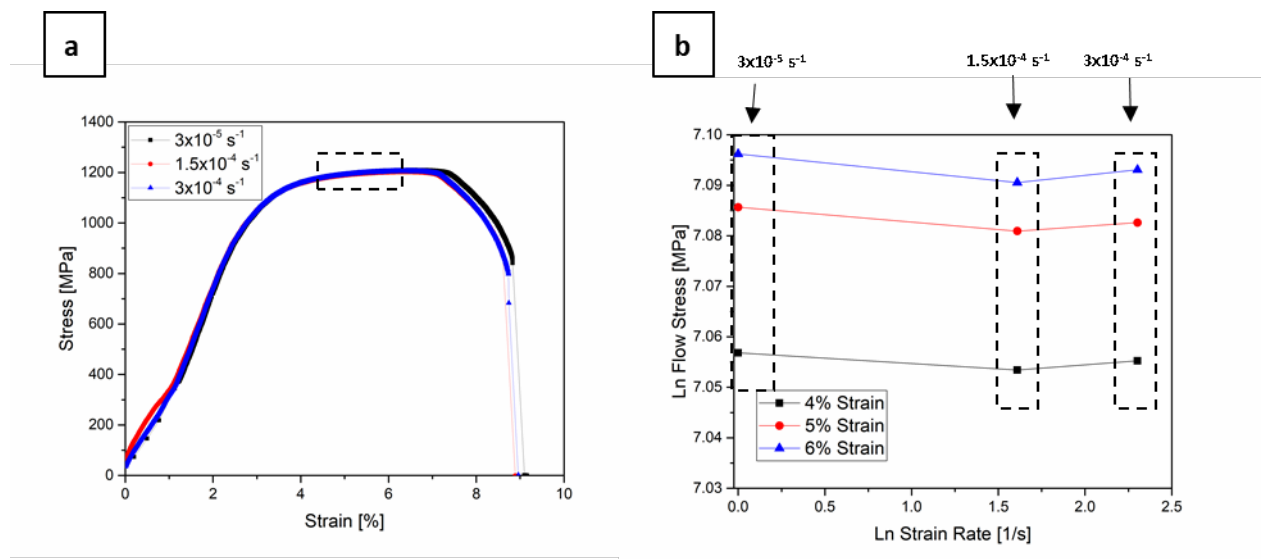 a
1400
1200
1000
800
600
400
200
0
Stress [MPa]
3x10⁻⁵ s⁻¹
1.5x10⁻⁴ s⁻¹
3x10⁻⁴ s⁻¹
0 2 4 6 8 10
Strain [%]
b
3x10⁻⁵ s⁻¹ 1.5x10⁻⁴ s⁻¹ 3x10⁻⁴ s⁻¹
7.10
7.09
7.08
7.07
7.06
7.05
7.04
7.03
Ln Flow Stress [MPa]
4% Strain
5% Strain
6% Strain
0.0 0.5 1.0 1.5 2.0 2.5
Ln Strain Rate [1/s]